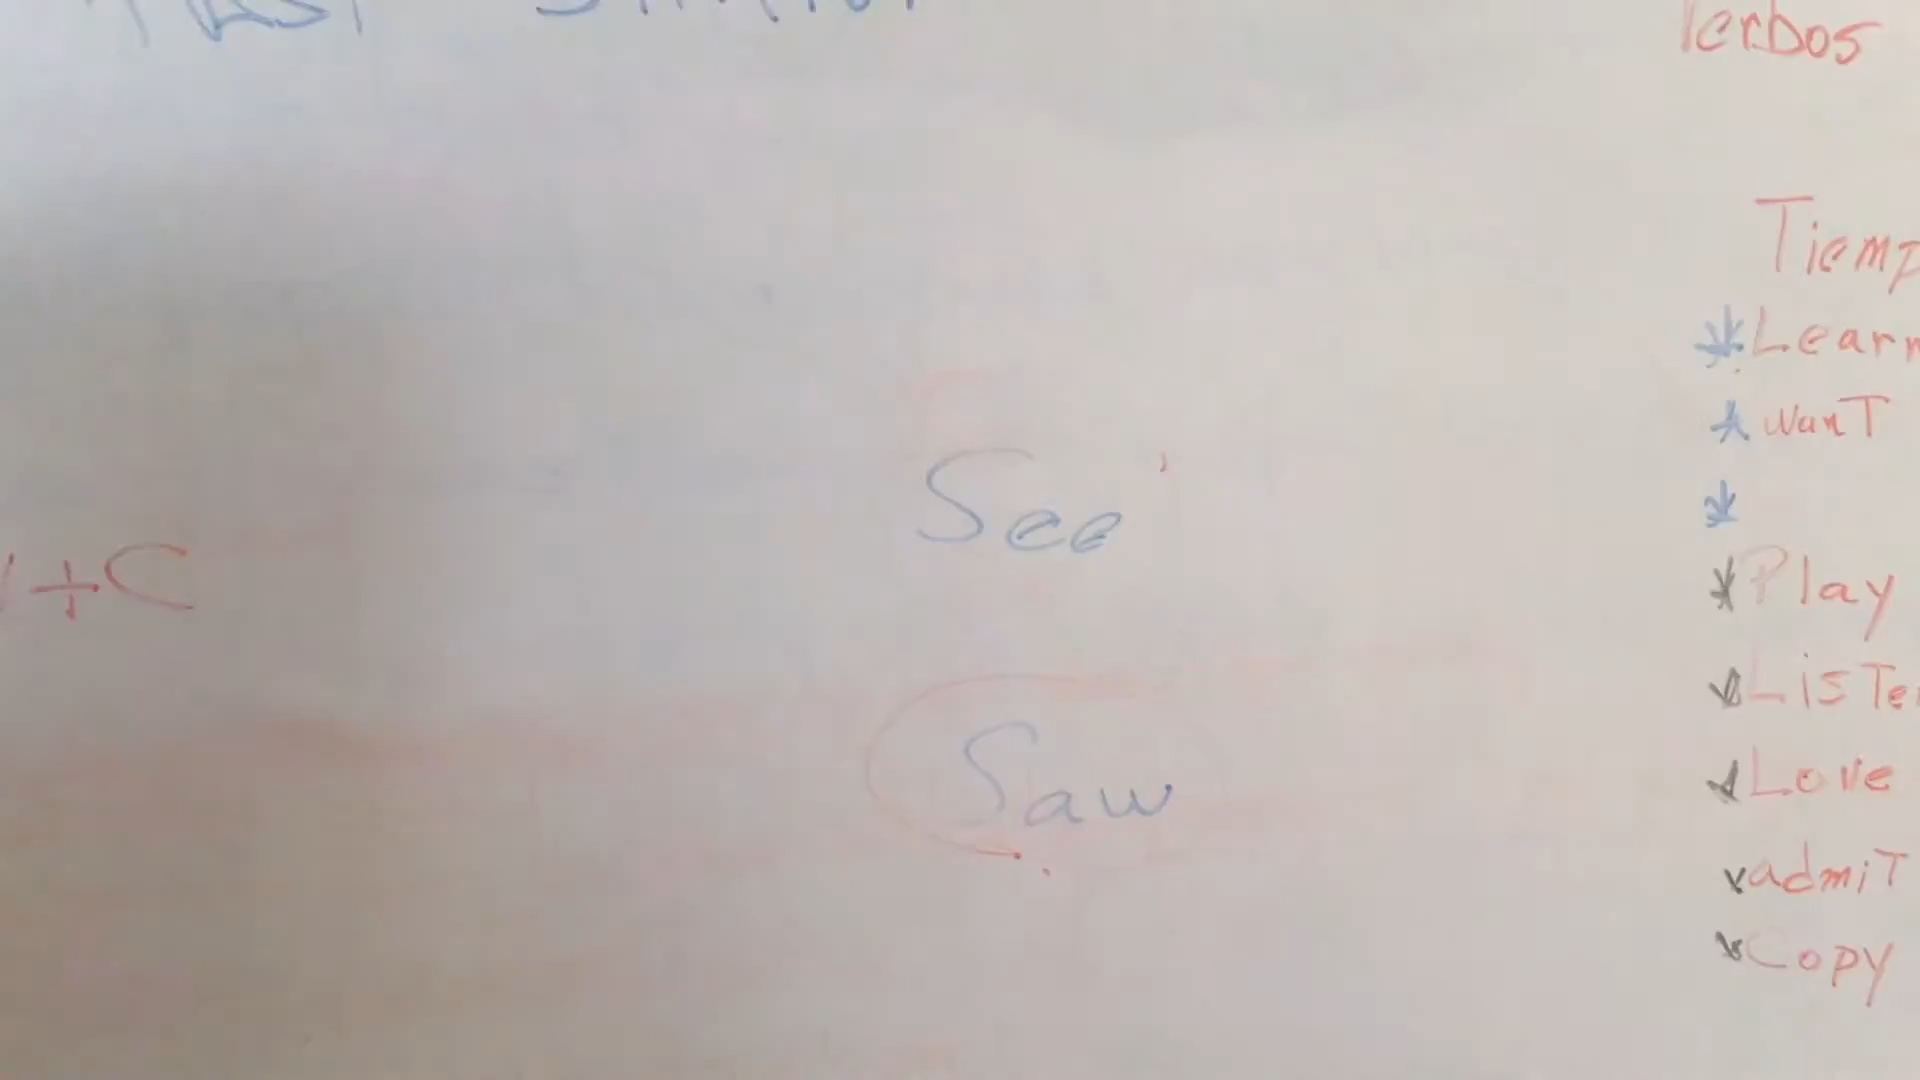 Verbos
Tiemp
* Learn
* wanT
*
* Play
LisTe
Love
admiT
Copy
+C
See
Saw